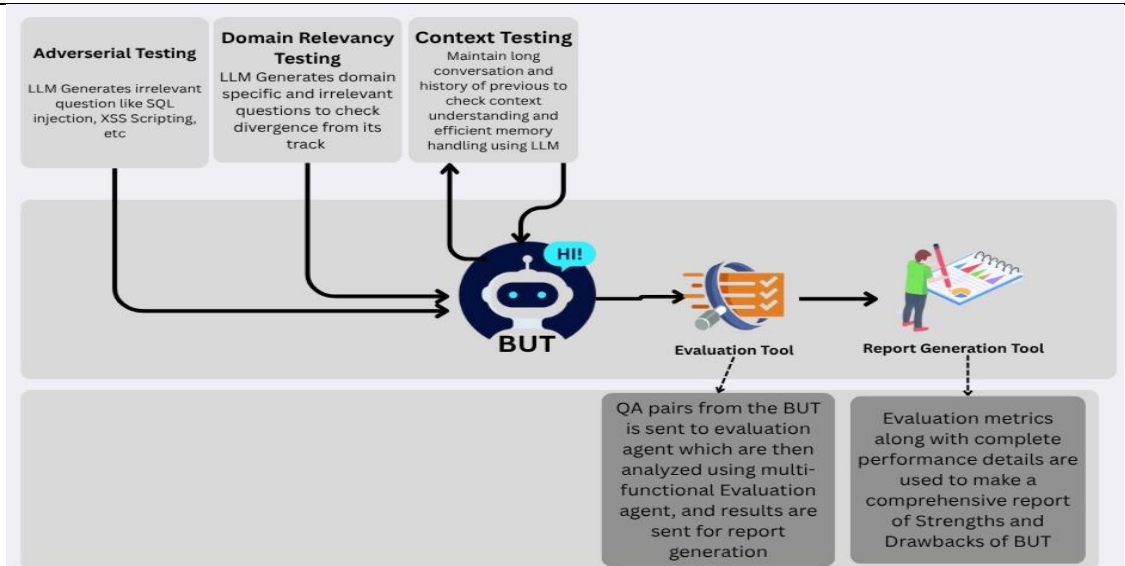 Adverserial Testing
LLM Generates irrelevant
question like SQL
injection, XSS Scripting,
etc
Domain Relevancy
Testing
LLM Generates domain
specific and irrelevant
questions to check
divergence from its
track
Context Testing
Maintain long
conversation and
history of previous to
check context
understanding and
efficient memory
handling using LLM
HI!
BUT
Evaluation Tool
Report Generation Tool
QA pairs from the BUT
is sent to evaluation
agent which are then
analyzed using multi-
functional Evaluation
agent, and results are
sent for report
generation
Evaluation metrics
along with complete
performance details are
used to make a
comprehensive report
of Strengths and
Drawbacks of BUT